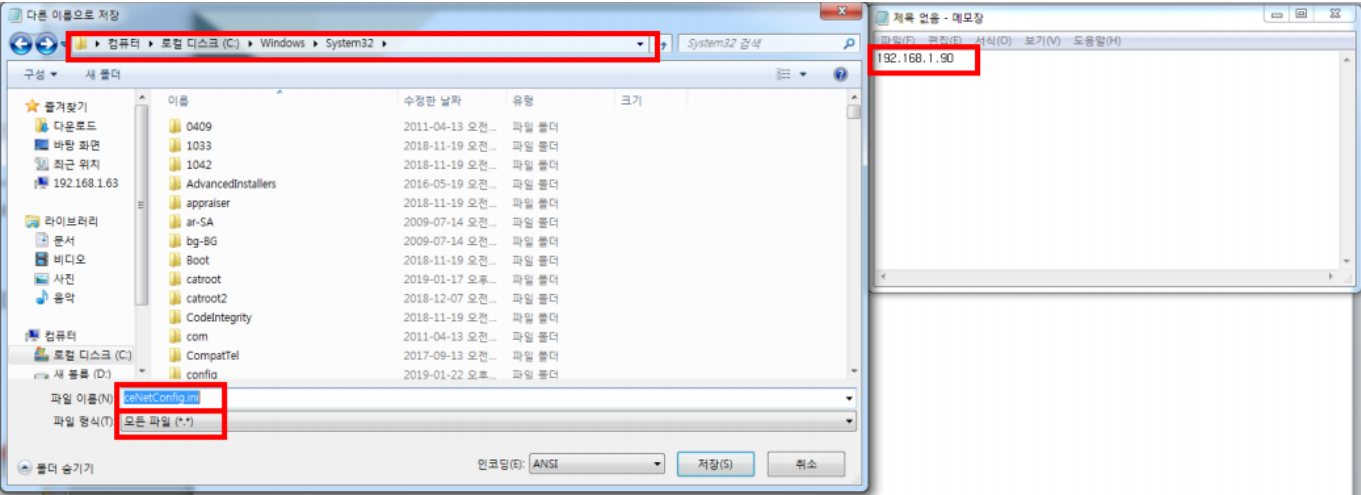 다른 이름으로 저장
컴퓨터 ▸ 로컬 디스크 (C:) ▸ Windows ▸ System32 ▸
System32 검색
구성 ▼ 새 폴더
이름 수정한 날짜 유형 크기
즐겨찾기
다운로드
바탕 화면
최근 위치
192.168.1.63
라이브러리
문서
비디오
사진
음악
컴퓨터
로컬 디스크 (C:)
새 볼륨 (D:)
0409 2011-04-13 오전... 파일 폴더
1033 2018-11-19 오전... 파일 폴더
1042 2018-11-19 오전... 파일 폴더
AdvancedInstallers 2016-05-19 오전... 파일 폴더
appraiser 2018-11-19 오전... 파일 폴더
ar-SA 2009-07-14 오전... 파일 폴더
bg-BG 2009-07-14 오전... 파일 폴더
Boot 2018-11-19 오전... 파일 폴더
catroot 2019-01-17 오후... 파일 폴더
catroot2 2018-12-07 오전... 파일 폴더
CodeIntegrity 2018-11-19 오전... 파일 폴더
com 2011-04-13 오전... 파일 폴더
CompatTel 2017-09-13 오전... 파일 폴더
config 2019-01-22 오후... 파일 폴더
파일 이름(N): ceNetConfig.ini
파일 형식(T): 모든 파일 (*.*)
폴더 숨기기
인코딩(E): ANSI
저장(S)
취소
제목 없음 - 메모장
파일(F) 편집(E) 서식(O) 보기(V) 도움말(H)
192.168.1.90